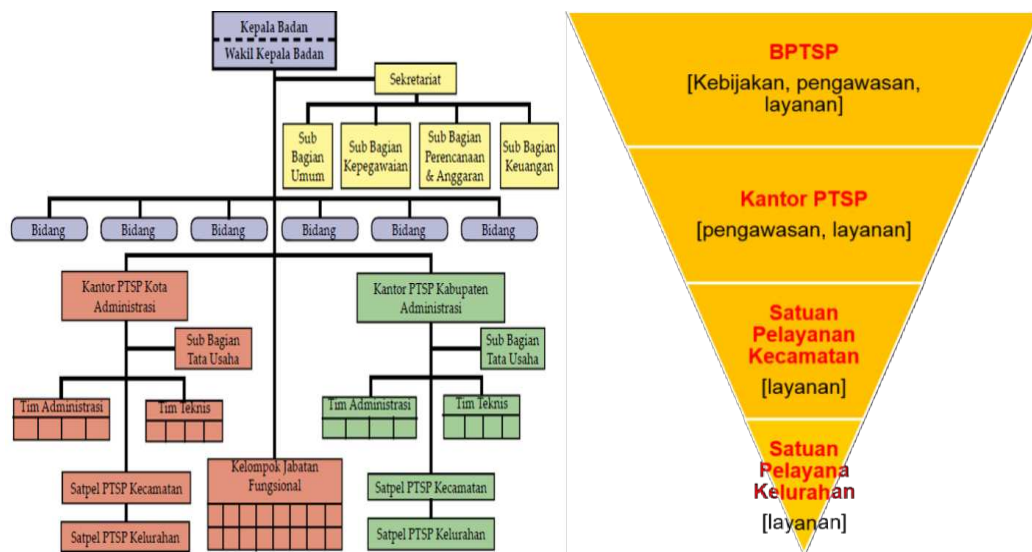 Kepala Badan
Wakil Kepala Badan
Sekretariat
Sub
Bagian
Umum
Sub Bagian
Kepegawaian
Sub Bagian
Perencanaan
& Anggaran
Sub Bagian
Keuangan
Bidang
Bidang
Bidang
Bidang
Bidang
Bidang
Kantor PTSP Kota
Administrasi
Sub Bagian
Tata Usaha
Tim Administrasi
Tim Teknis
Satpel PTSP Kecamatan
Satpel PTSP Kelurahan
Kelompok Jabatan
Fungsional
Kantor PTSP Kabupaten
Administrasi
Sub Bagian
Tata Usaha
Tim Administrasi
Tim Teknis
Satpel PTSP Kecamatan
Satpel PTSP Kelurahan
BPTSP
[Kebijakan, pengawasan,
layanan]
Kantor PTSP
[pengawasan, layanan]
Satuan
Pelayanan
Kecamatan
[layanan]
Satuan
Pelayana
Kelurahan
[layanan]